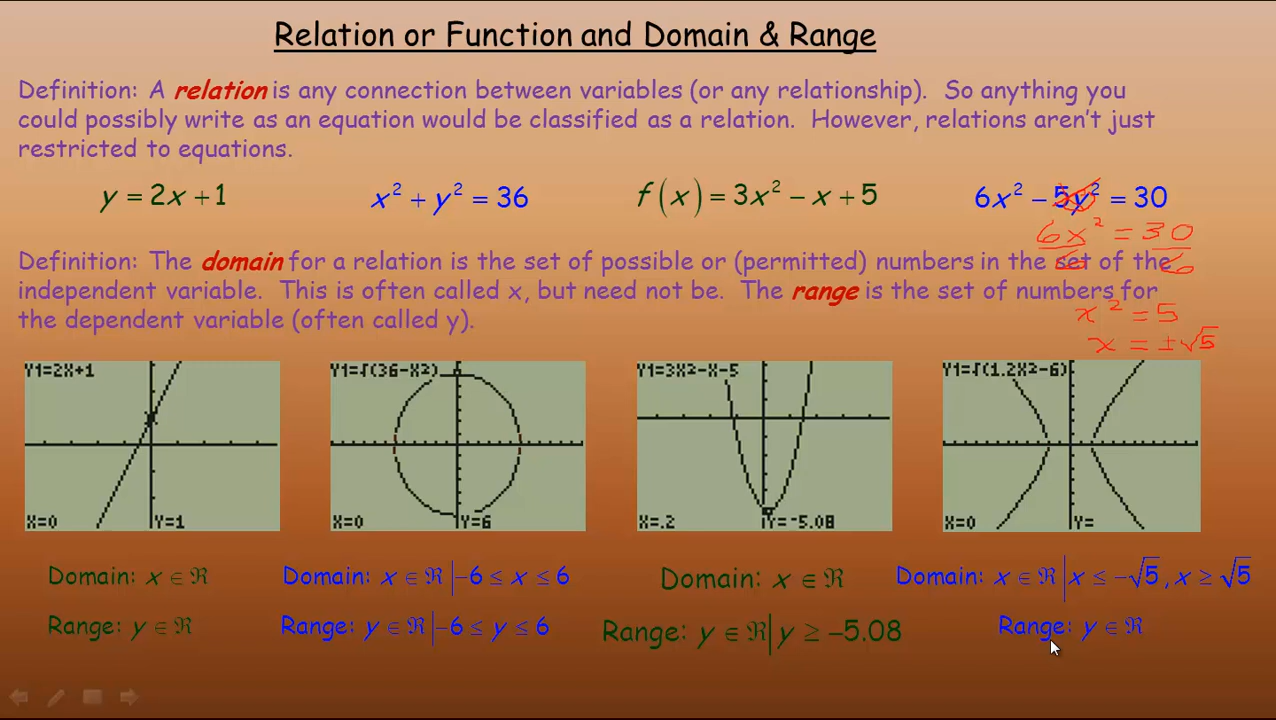 Relation or Function and Domain & Range
Definition: A relation is any connection between variables (or any relationship). So anything you
could possibly write as an equation would be classified as a relation. However, relations aren't just
restricted to equations.
y = 2x + 1
x² + y² = 36
f(x) = 3x² − x + 5
6x² − 5y² = 30
6x² = 30
6 6
x² = 5
x = ±√5
Definition: The domain for a relation is the set of possible or (permitted) numbers in the set of the
independent variable. This is often called x, but need not be. The range is the set of numbers for
the dependent variable (often called y).
Y1=2X+1
X=0 Y=1
Y1=√(36-X²)
X=0 Y=6
Y1=3X²-X-5
X=.2 Y=-5.08
Y1=√(1.2X²-6)
X=0 Y=
Domain: x ∈ ℜ
Range: y ∈ ℜ
Domain: x ∈ ℜ | −6 ≤ x ≤ 6
Range: y ∈ ℜ | −6 ≤ y ≤ 6
Domain: x ∈ ℜ
Range: y ∈ ℜ | y ≥ −5.08
Domain: x ∈ ℜ | x ≤ −√5, x ≥ √5
Range: y ∈ ℜ